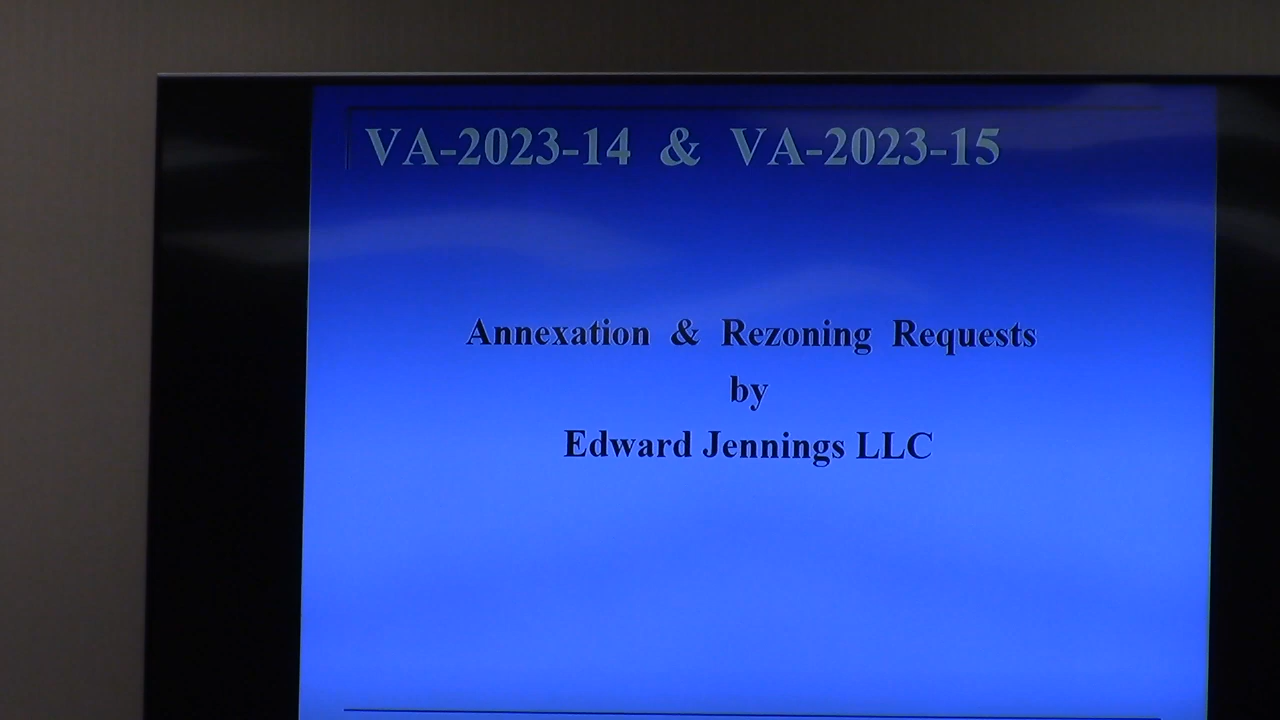 VA-2023-14 & VA-2023-15
Annexation & Rezoning Requests
by
Edward Jennings LLC